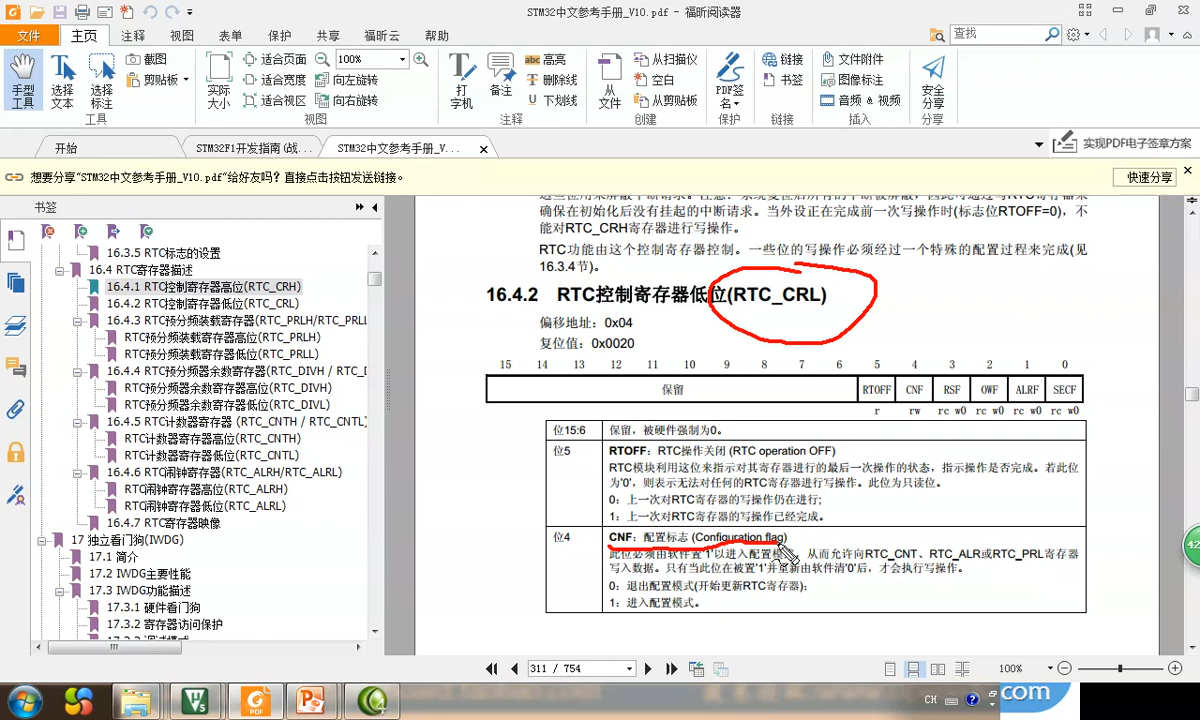 STM32中文参考手册_V10.pdf - 福昕阅读器
文件 主页 注释 视图 表单 保护 共享 福昕云 帮助 查找
手型工具 选择文本 选择标注 截图 剪贴板 实际大小 适合页面 适合宽度 适合视区 100% 向左旋转 向右旋转 打字机 备注 高亮 删除线 下划线 从文件 从扫描仪 空白 从剪贴板 PDF签名 链接 书签 文件附件 图像标注 音频 & 视频 安全分享
工具 视图 注释 创建 保护 链接 插入 分享
开始 STM32F1开发指南(战... STM32中文参考手册_V... 实现PDF电子签章方案
想要分享"STM32中文参考手册_V10.pdf"给好友吗? 直接点击按钮发送链接。 快速分享
书签
16.3.5 RTC标志的设置
16.4 RTC寄存器描述
16.4.1 RTC控制寄存器高位(RTC_CRH)
16.4.2 RTC控制寄存器低位(RTC_CRL)
16.4.3 RTC预分频装载寄存器(RTC_PRLH/RTC_PRLL
RTC预分频装载寄存器高位(RTC_PRLH)
RTC预分频装载寄存器低位(RTC_PRLL)
16.4.4 RTC预分频器余数寄存器(RTC_DIVH / RTC_D
RTC预分频器余数寄存器高位(RTC_DIVH)
RTC预分频器余数寄存器低位(RTC_DIVL)
16.4.5 RTC计数器寄存器 (RTC_CNTH / RTC_CNTL)
RTC计数器寄存器高位(RTC_CNTH)
RTC计数器寄存器低位(RTC_CNTL)
16.4.6 RTC闹钟寄存器(RTC_ALRH/RTC_ALRL)
RTC闹钟寄存器高位(RTC_ALRH)
RTC闹钟寄存器低位(RTC_ALRL)
16.4.7 RTC寄存器映像
17 独立看门狗(IWDG)
17.1 简介
17.2 IWDG主要性能
17.3 IWDG功能描述
17.3.1 硬件看门狗
17.3.2 寄存器访问保护
确保在初始化后没有挂起的中断请求。当外设正在完成前一次写操作时(标志位RTOFF=0), 不
能对RTC_CRH寄存器进行写操作。
RTC功能由这个控制寄存器控制。一些位的写操作必须经过一个特殊的配置过程来完成(见
16.3.4节)。
16.4.2 RTC控制寄存器低位(RTC_CRL)
偏移地址: 0x04
复位值: 0x0020
15 14 13 12 11 10 9 8 7 6 5 4 3 2 1 0
保留 RTOFF CNF RSF OWF ALRF SECF
r rw rc w0 rc w0 rc w0 rc w0
位15:6 保留, 被硬件强制为0。
位5 RTOFF: RTC操作关闭 (RTC operation OFF)
RTC模块利用这位来指示对其寄存器进行的最后一次操作的状态, 指示操作是否完成。若此位
为'0', 则表示无法对任何的RTC寄存器进行写操作。此位为只读位。
0: 上一次对RTC寄存器的写操作仍在进行;
1: 上一次对RTC寄存器的写操作已经完成。
位4 CNF: 配置标志 (Configuration flag)
此位必须由软件置'1'以进入配置模式, 从而允许向RTC_CNT、RTC_ALR或RTC_PRL寄存器
写入数据。只有当此位在被置'1'并重新由软件清'0'后, 才会执行写操作。
0: 退出配置模式(开始更新RTC寄存器);
1: 进入配置模式。
311 / 754 100%
CH
com
42